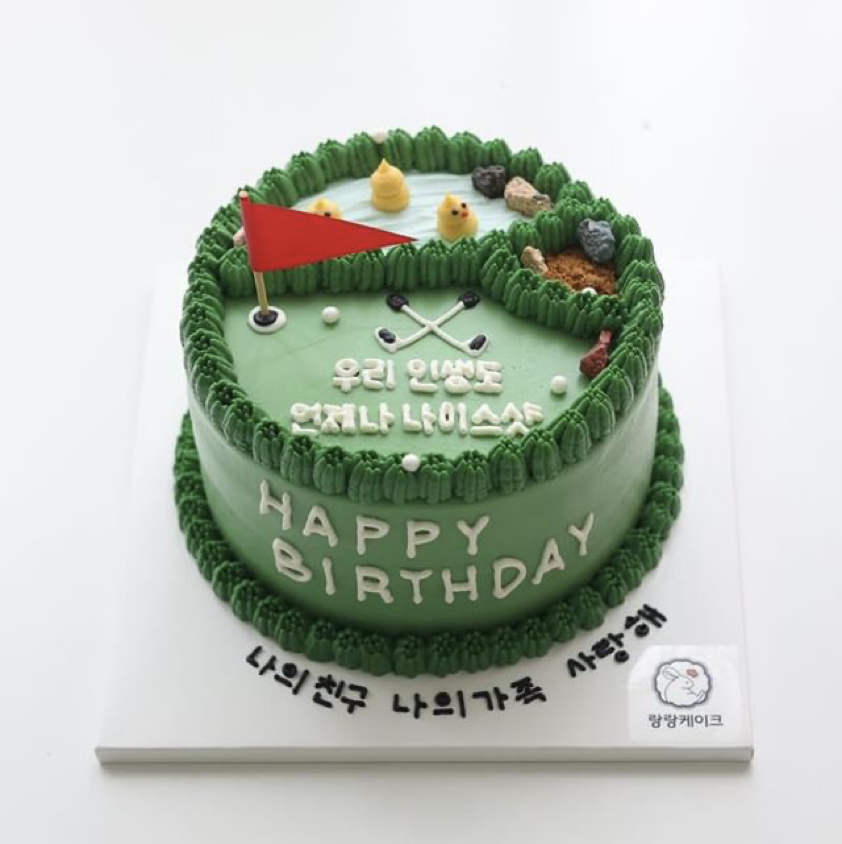 우리 인생도
언제나 나이스샷
HAPPY
BIRTHDAY
나의친구 나의가족 사랑해
랑랑케이크